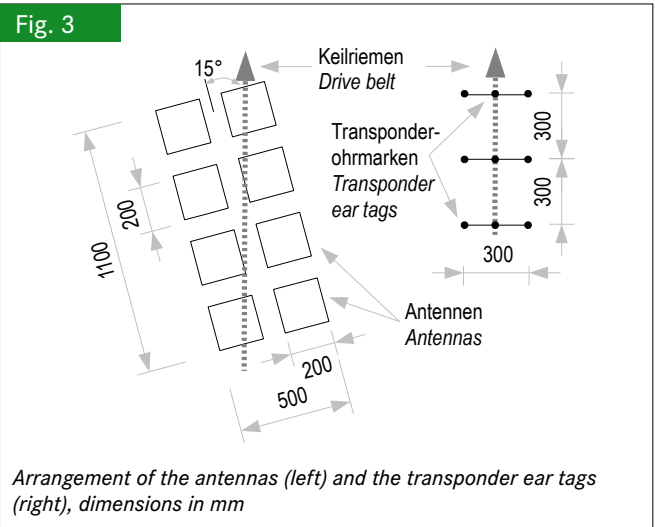 Fig. 3
15°
Keilriemen
Drive belt
Transponder-
ohrmarken
Transponder
ear tags
300
300
300
200
1100
Antennen
Antennas
200
500
Arrangement of the antennas (left) and the transponder ear tags
(right), dimensions in mm